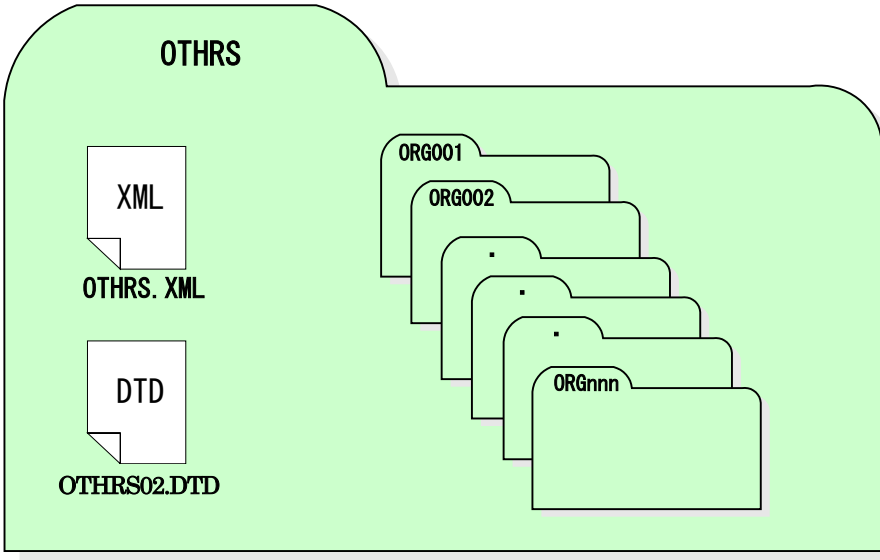 OTHRS
XML
OTHRS.XML
DTD
OTHRS02.DTD
ORG001
ORG002
.
.
.
ORGnnn